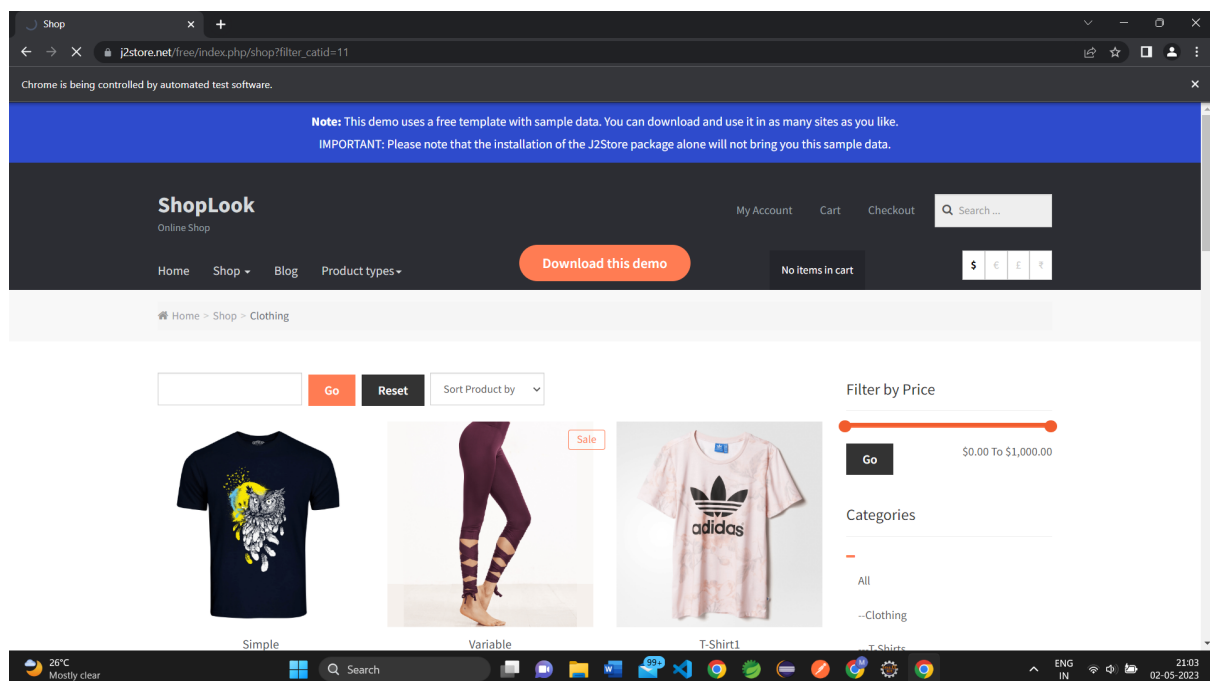 Shop
j2store.net/free/index.php/shop?filter_catid=11
Chrome is being controlled by automated test software.
Note: This demo uses a free template with sample data. You can download and use it in as many sites as you like.
IMPORTANT: Please note that the installation of the J2Store package alone will not bring you this sample data.
ShopLook
Online Shop
My Account Cart Checkout Search ...
Home Shop Blog Product types Download this demo No items in cart $ € £ ₹
Home > Shop > Clothing
Go Reset Sort Product by
Filter by Price
Sale
Go $0.00 To $1,000.00
adidas
Categories
All
--Clothing
Simple Variable T-Shirt1
---T-Shirts
26°C
Mostly clear
Search
99+
ENG
IN
21:03
02-05-2023